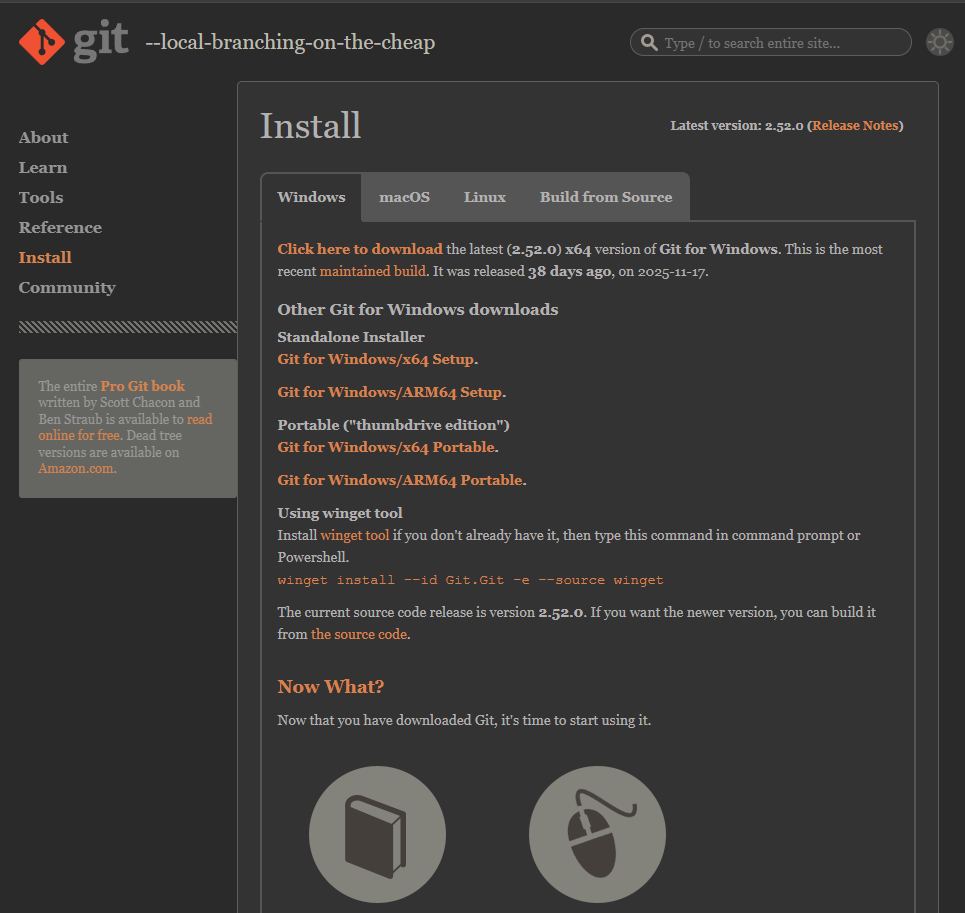 git --local-branching-on-the-cheap
Type / to search entire site...
About
Learn
Tools
Reference
Install
Community
The entire Pro Git book
written by Scott Chacon and
Ben Straub is available to read
online for free. Dead tree
versions are available on
Amazon.com.
Install
Latest version: 2.52.0 (Release Notes)
Windows macOS Linux Build from Source
Click here to download the latest (2.52.0) x64 version of Git for Windows. This is the most
recent maintained build. It was released 38 days ago, on 2025-11-17.
Other Git for Windows downloads
Standalone Installer
Git for Windows/x64 Setup.
Git for Windows/ARM64 Setup.
Portable ("thumbdrive edition")
Git for Windows/x64 Portable.
Git for Windows/ARM64 Portable.
Using winget tool
Install winget tool if you don't already have it, then type this command in command prompt or
Powershell.
winget install --id Git.Git -e --source winget
The current source code release is version 2.52.0. If you want the newer version, you can build it
from the source code.
Now What?
Now that you have downloaded Git, it's time to start using it.